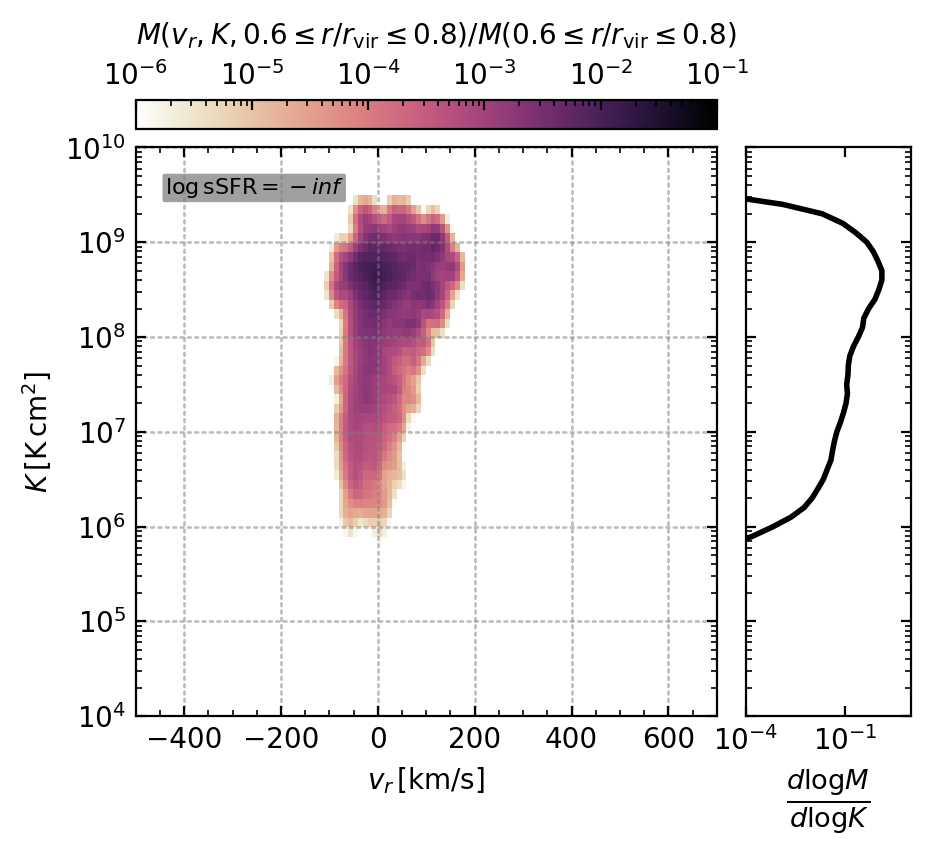 M(v_r, K, 0.6 ≤ r/r_vir ≤ 0.8)/M(0.6 ≤ r/r_vir ≤ 0.8)
10^−6 10^−5 10^−4 10^−3 10^−2 10^−1
log sSFR = −inf
10^10
10^9
10^8
10^7
10^6
10^5
10^4
K [K cm^2]
−400 −200 0 200 400 600
v_r [km/s]
10^−4 10^−1
dlogM
dlogK